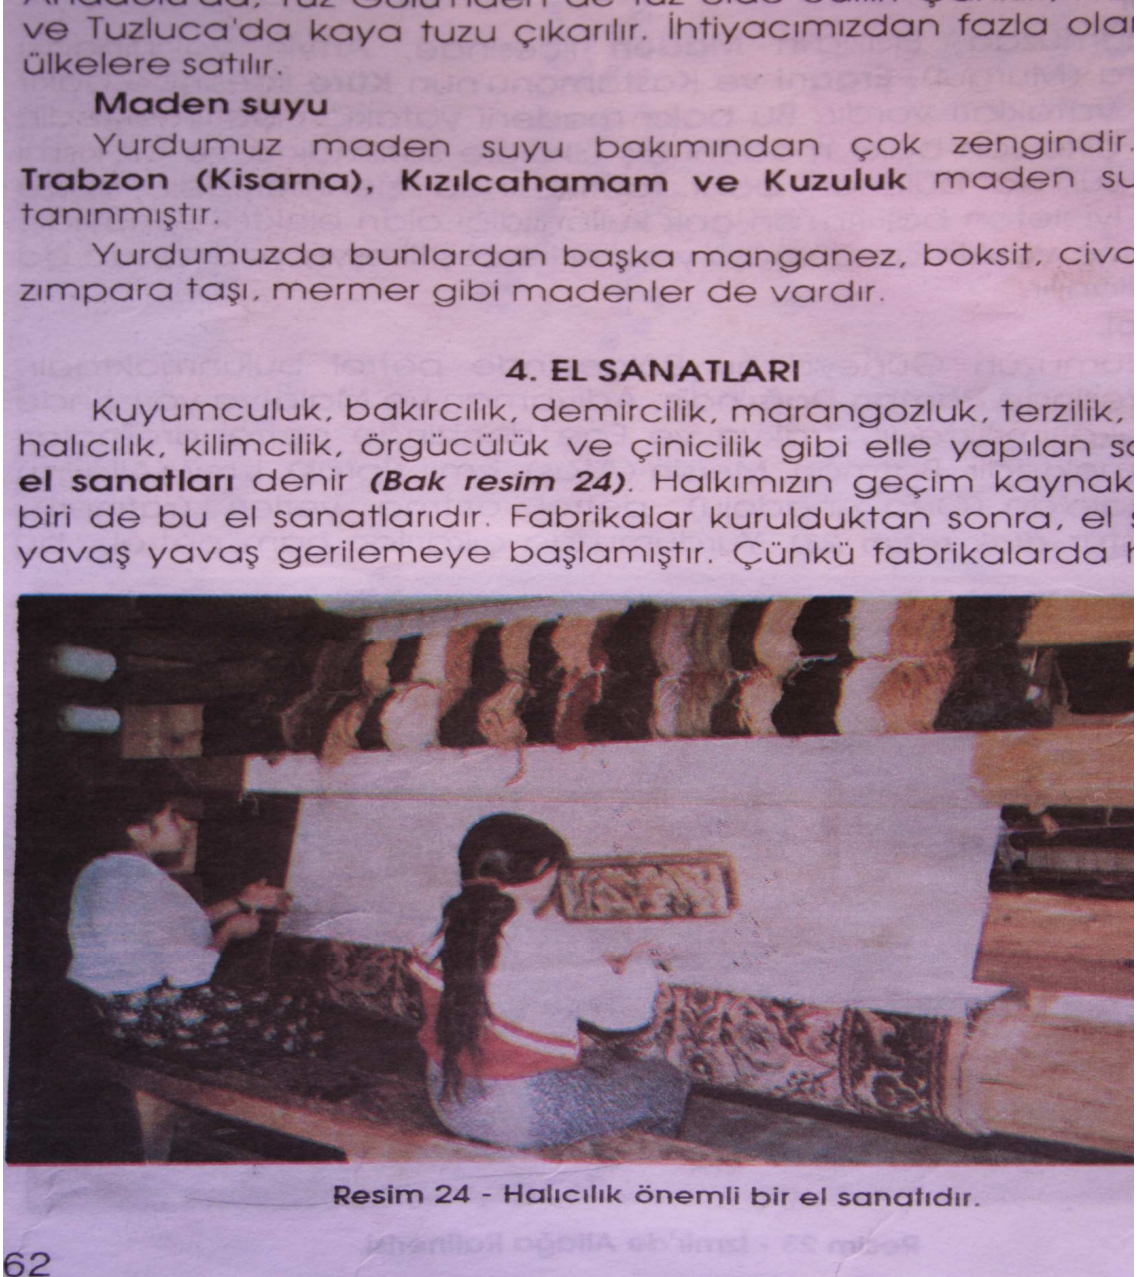 ve Tuzluca'da kaya tuzu çıkarılır. İhtiyacımızdan fazla
ülkelere satılır.
Maden suyu
Yurdumuz maden suyu bakımından çok zengindir.
Trabzon (Kisarna), Kızılcahamam ve Kuzuluk maden
tanınmıştır.
Yurdumuzda bunlardan başka manganez, boksit,
zımpara taşı, mermer gibi madenler de vardır.
4. EL SANATLARI
Kuyumculuk, bakırcılık, demircilik, marangozluk, terzilik,
halıcılık, kilimcilik, örgücülük ve çinicilik gibi elle yapılan
el sanatları denir (Bak resim 24). Halkımızın geçim
biri de bu el sanatlarıdır. Fabrikalar kurulduktan sonra, el
yavaş yavaş gerilemeye başlamıştır. Çünkü fabrikalarda
Resim 24 - Halıcılık önemli bir el sanatıdır.
62